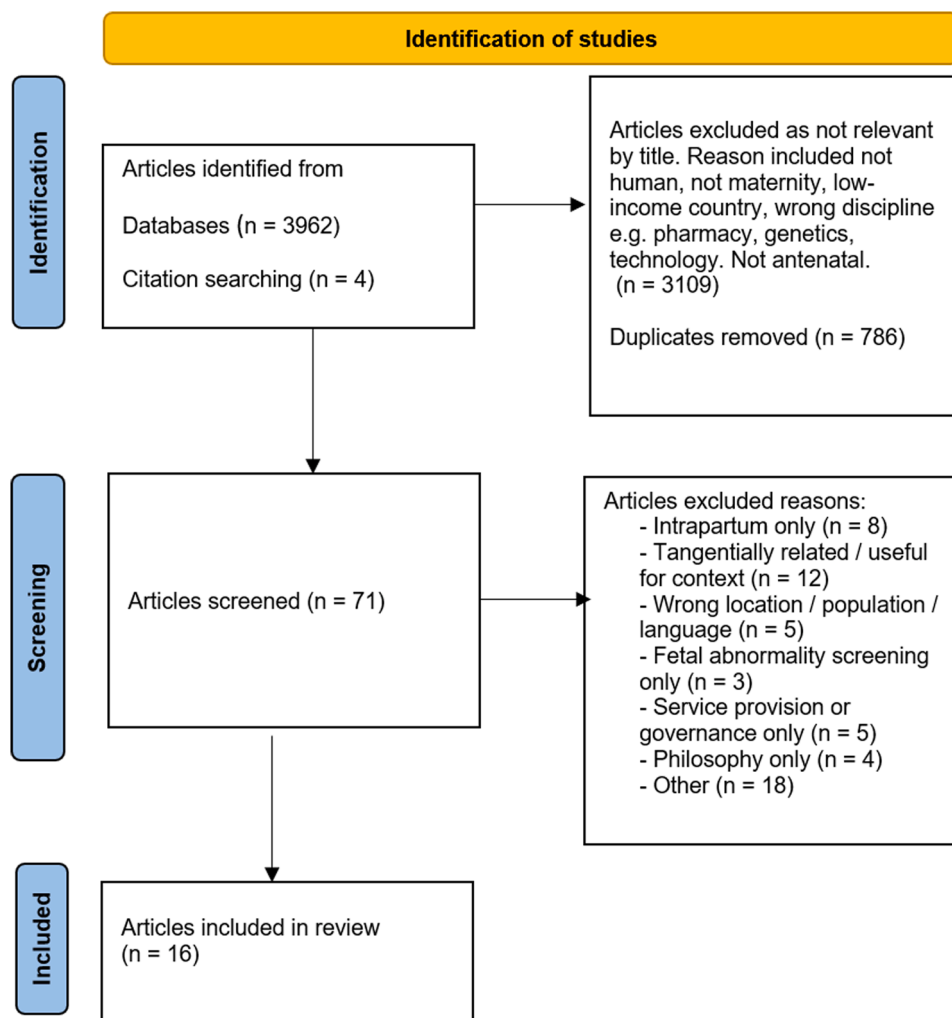 Identification of studies
Identification
Articles identified from
Databases (n = 3962)
Citation searching (n = 4)
Articles excluded as not relevant
by title. Reason included not
human, not maternity, low-
income country, wrong discipline
e.g. pharmacy, genetics,
technology. Not antenatal.
(n = 3109)
Duplicates removed (n = 786)
Screening
Articles screened (n = 71)
Articles excluded reasons:
- Intrapartum only (n = 8)
- Tangentially related / useful
for context (n = 12)
- Wrong location / population /
language (n = 5)
- Fetal abnormality screening
only (n = 3)
- Service provision or
governance only (n = 5)
- Philosophy only (n = 4)
- Other (n = 18)
Included
Articles included in review
(n = 16)